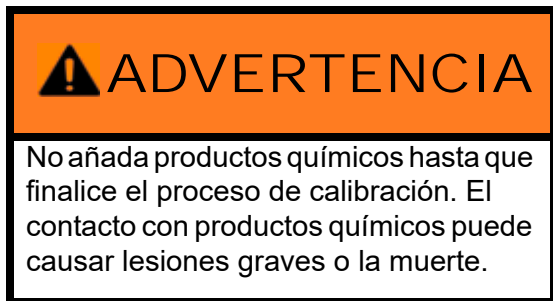 ADVERTENCIA
No añada productos químicos hasta que
finalice el proceso de calibración. El
contacto con productos químicos puede
causar lesiones graves o la muerte.